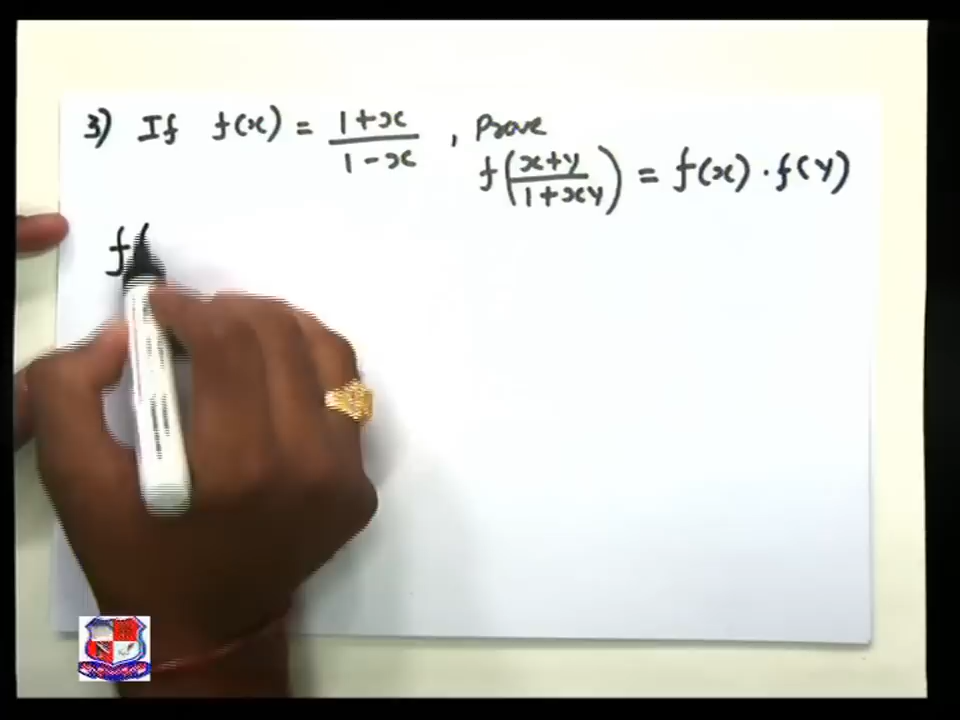 3) If f(x) = 1+x / 1-x , Prove
f(x+y / 1+xy) = f(x) · f(y)
f(